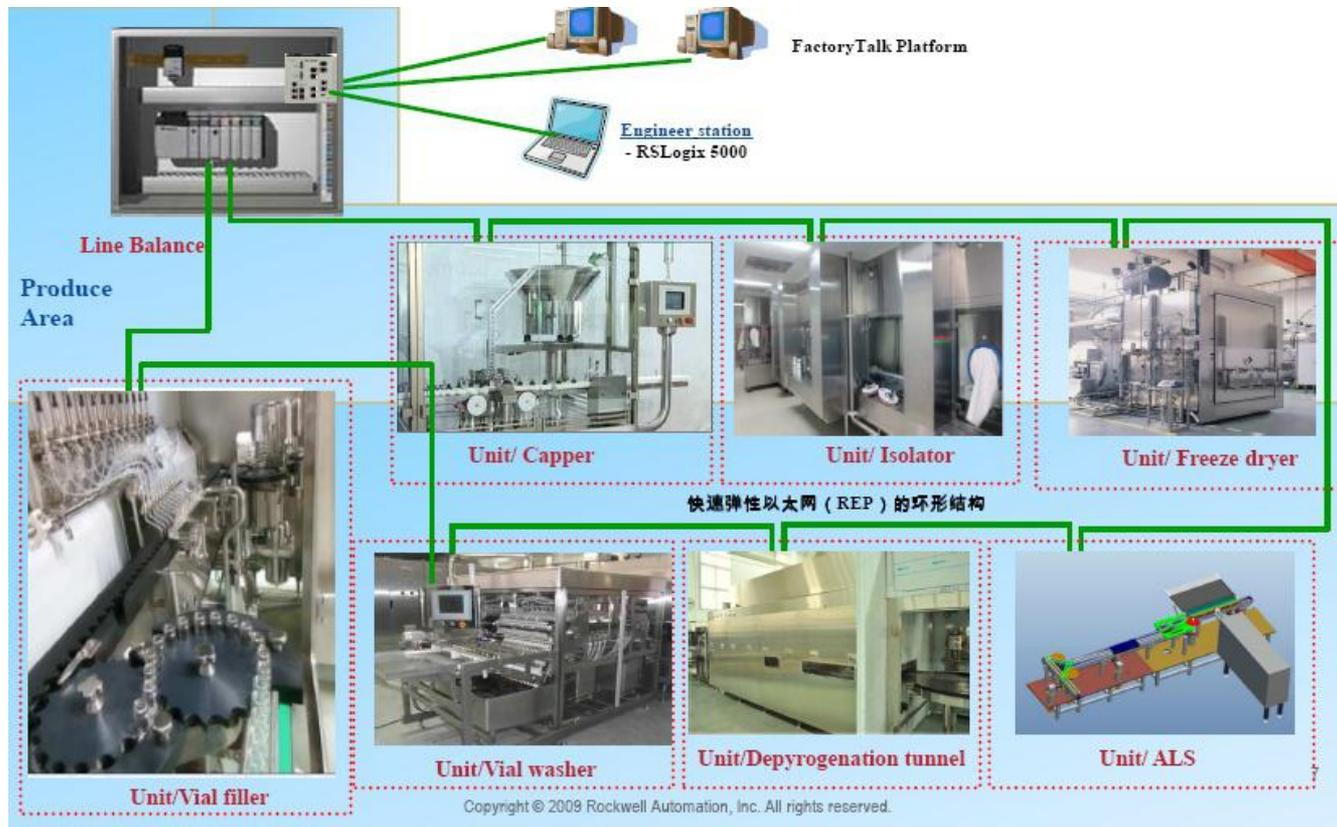 FactoryTalk Platform
Engineer station
- RSLogix 5000
Line Balance
Produce
Area
Unit/ Capper
Unit/ Isolator
Unit/ Freeze dryer
快速弹性以太网（REP）的环形结构
Unit/Vial filler
Unit/Vial washer
Unit/Depyrogenation tunnel
Unit/ ALS
7
Copyright © 2009 Rockwell Automation, Inc. All rights reserved.